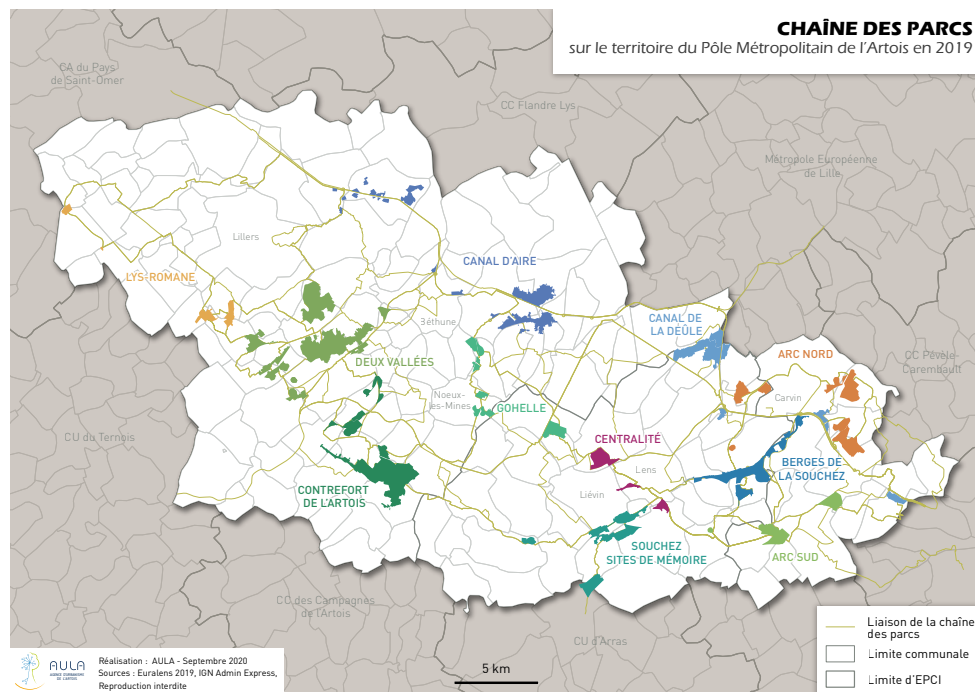 CHAÎNE DES PARCS
sur le territoire du Pôle Métropolitain de l'Artois en 2019
CA du Pays
de Saint-Omer
CC Flandre Lys
Métropole Européenne
de Lille
Lillers
CANAL D'AIRE
LYS-ROMANE
CANAL DE
LA DEÛLE
Béthune
ARC NORD
CC Pévèle-
Carembault
DEUX VALLÉES
Noeux-
les-Mines
Carvin
GOHELLE
CU du Ternois
CENTRALITÉ
BERGES DE
LA SOUCHEZ
Lens
CONTREFORT
DE L'ARTOIS
Liévin
SOUCHEZ
SITES DE MÉMOIRE
ARC SUD
CC des Campagnes
de l'Artois
CU d'Arras
Liaison de la chaîne
des parcs
Limite communale
Limite d'EPCI
AULA
AGENCE D'URBANISME
DE L'ARTOIS
Réalisation : AULA - Septembre 2020
Sources : Euralens 2019, IGN Admin Express,
Reproduction interdite
5 km